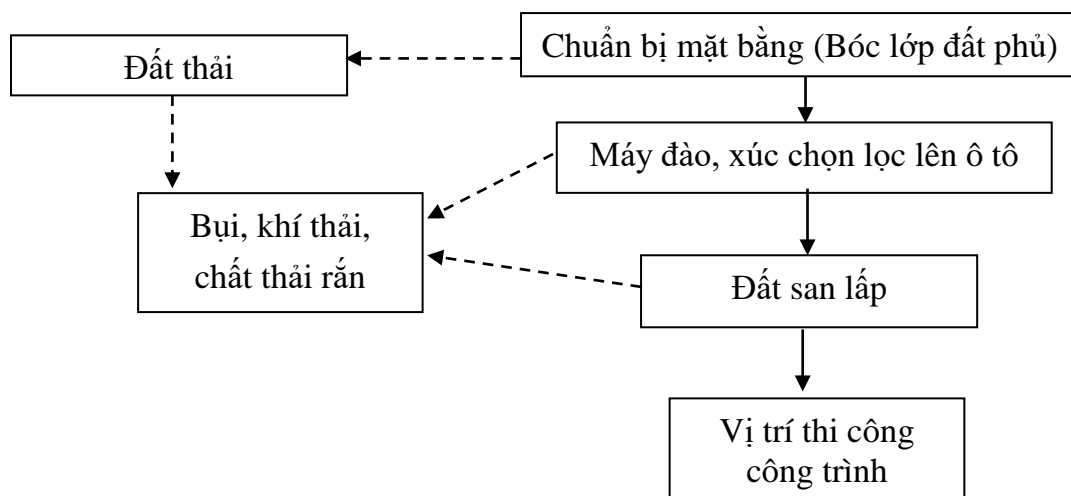 Chuẩn bị mặt bằng (Bóc lớp đất phủ)
Đất thải
Máy đào, xúc chọn lọc lên ô tô
Bụi, khí thải,
chất thải rắn
Đất san lấp
Vị trí thi công
công trình